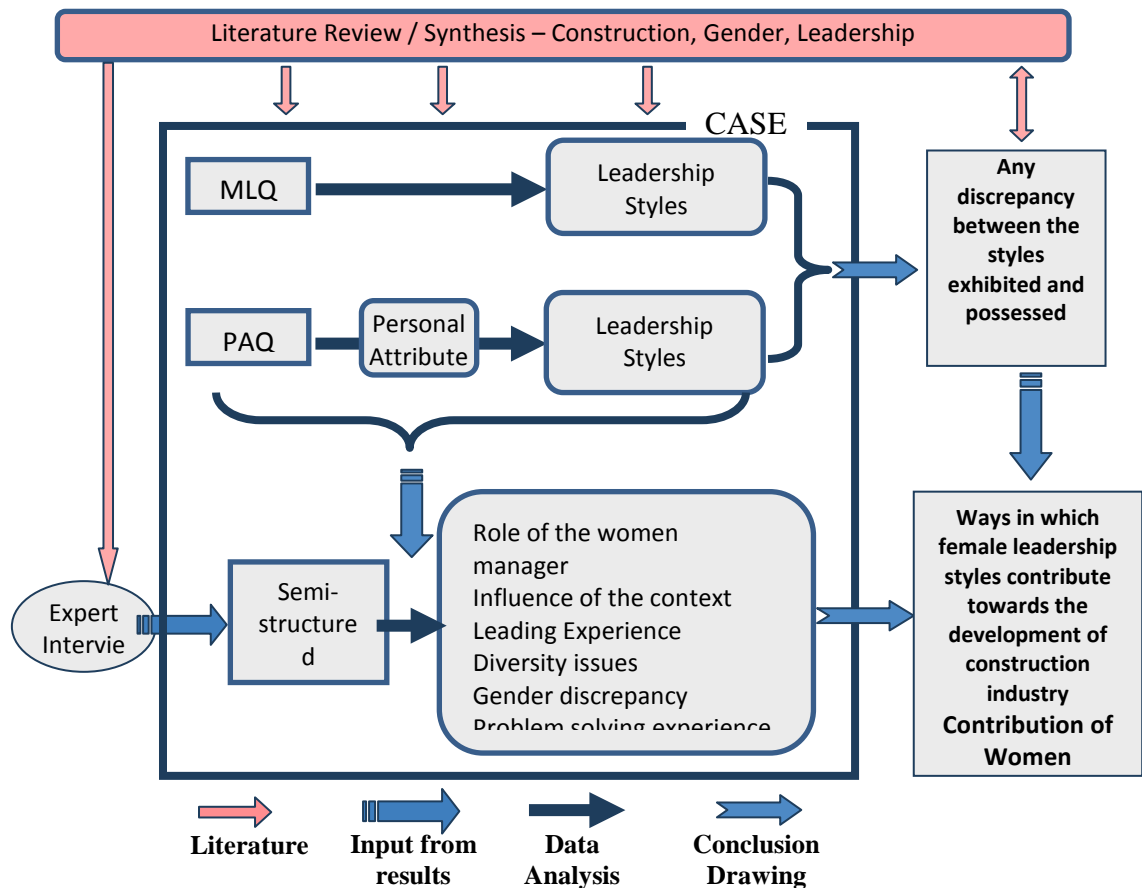 Literature Review / Synthesis – Construction, Gender, Leadership
CASE
MLQ
Leadership
Styles
Any
discrepancy
between the
styles
exhibited and
possessed
PAQ
Personal
Attribute
Leadership
Styles
Expert
Intervie
Semi-
structure
d
Role of the women
manager
Influence of the context
Leading Experience
Diversity issues
Gender discrepancy
Problem solving experience
Ways in which
female leadership
styles contribute
towards the
development of
construction
industry
Contribution of
Women
Literature
Input from
results
Data
Analysis
Conclusion
Drawing